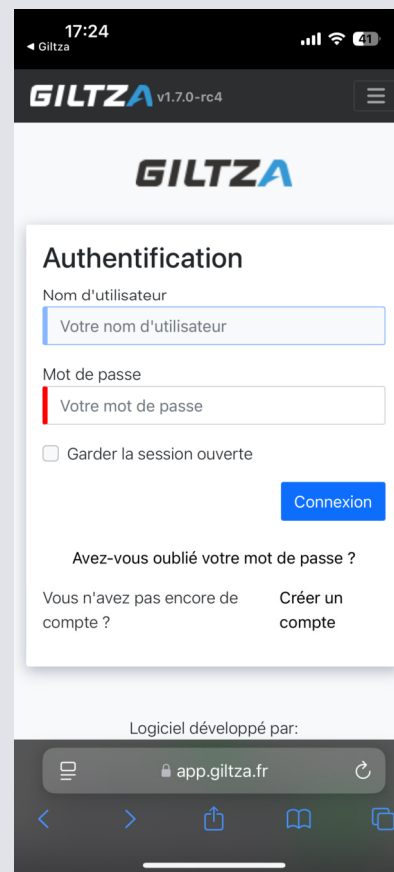 17:24
41
◀ Giltza
GILTZA v1.7.0-rc4
GILTZA
Authentification
Nom d'utilisateur
Votre nom d'utilisateur
Mot de passe
Votre mot de passe
Garder la session ouverte
Connexion
Avez-vous oublié votre mot de passe ?
Vous n'avez pas encore de
compte ?
Créer un
compte
Logiciel développé par:
app.giltza.fr